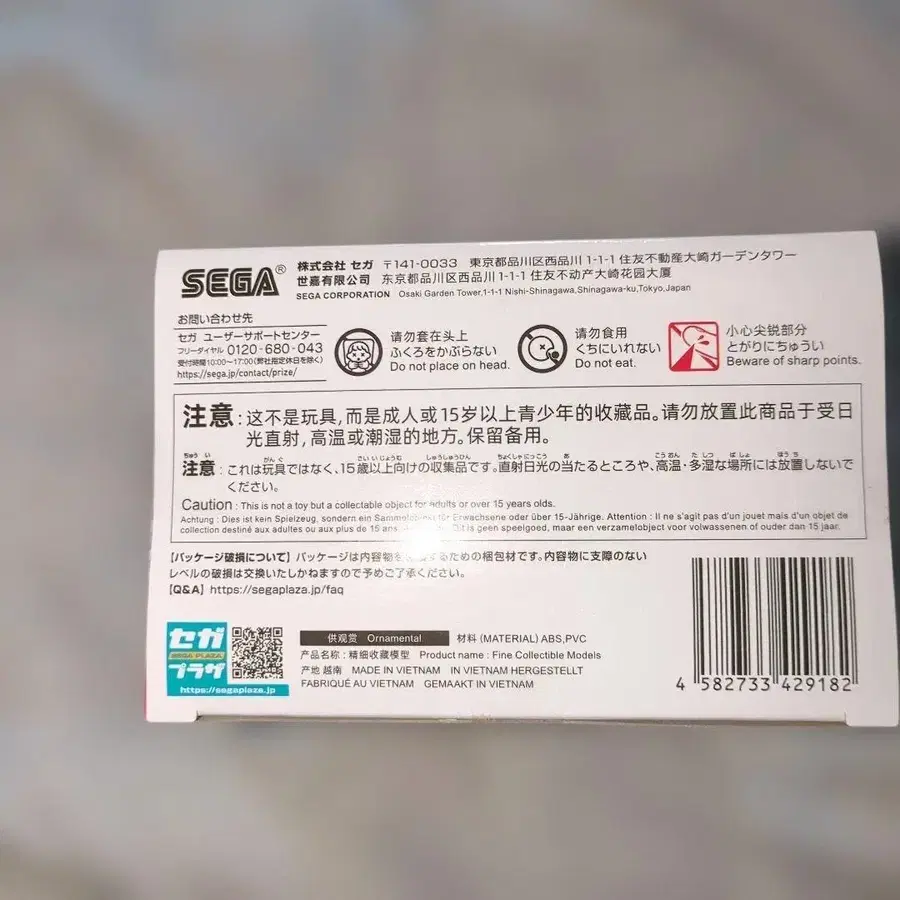 SEGA®
株式会社 セガ 〒141-0033 東京都品川区西品川 1-1-1 住友不動産大崎ガーデンタワー
世嘉有限公司 东京都品川区西品川 1-1-1 住友不动产大崎花园大厦
SEGA CORPORATION Osaki Garden Tower,1-1-1 Nishi-Shinagawa,Shinagawa-ku,Tokyo,Japan
お問い合わせ先
セガ ユーザーサポートセンター
フリーダイヤル 0120-680-043
受付時間 10:00〜17:00(弊社指定休日を除く)
https://sega.jp/contact/prize/
请勿套在头上
ふくろをかぶらない
Do not place on head.
请勿食用
くちにいれない
Do not eat.
小心尖锐部分
とがりにちゅうい
Beware of sharp points.
注意:这不是玩具,而是成人或15岁以上青少年的收藏品。请勿放置此商品于受日
光直射,高温或潮湿的地方。保留备用。
注意:これは玩具ではなく、15歳以上向けの収集品です。直射日光の当たるところや、高温・多湿な場所には放置しないで
ください。
Caution : This is not a toy but a collectable object for adults or over 15 years olds.
Achtung : Dies ist kein Spielzeug, sondern ein Sammelobjekt für Erwachsene oder über 15-Jährige. Attention : Il ne s'agit pas d'un jouet mais d'un objet de
collection destiné aux adultes ou aux plus de 15 ans. Dit is geen speelgoed, maar een verzamelobject voor volwassenen of ouder dan 15 jaar.
【パッケージ破損について】パッケージは内容物を するための梱包材です。内容物に支障のない
レベルの破損は交換いたしかねますので予めご了承ください。
【Q&A】https://segaplaza.jp/faq
セガ
SEGA PLAZA
プラザ
https://segaplaza.jp
供观赏 Ornamental 材料 (MATERIAL) ABS,PVC
产品名称 : 精细收藏模型 Product name : Fine Collectible Models
产地 越南 MADE IN VIETNAM IN VIETNAM HERGESTELLT
FABRIQUÉ AU VIETNAM GEMAAKT IN VIETNAM
4 582733 429182